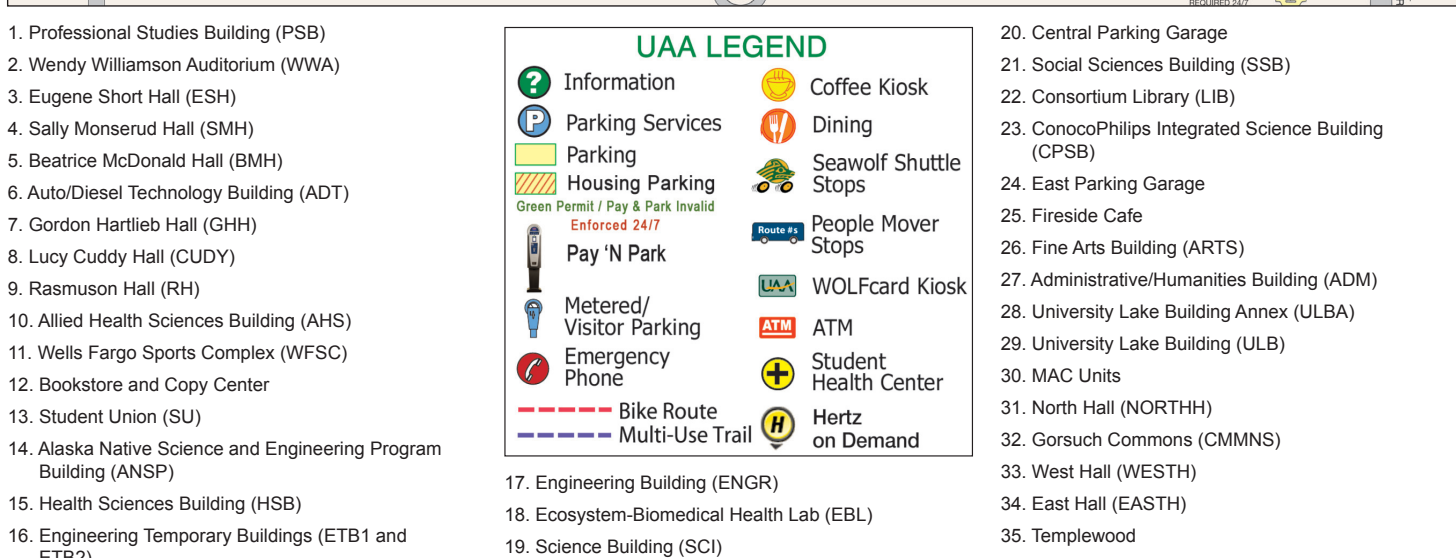 REQUIRED 24/7
1. Professional Studies Building (PSB)
2. Wendy Williamson Auditorium (WWA)
3. Eugene Short Hall (ESH)
4. Sally Monserud Hall (SMH)
5. Beatrice McDonald Hall (BMH)
6. Auto/Diesel Technology Building (ADT)
7. Gordon Hartlieb Hall (GHH)
8. Lucy Cuddy Hall (CUDY)
9. Rasmuson Hall (RH)
10. Allied Health Sciences Building (AHS)
11. Wells Fargo Sports Complex (WFSC)
12. Bookstore and Copy Center
13. Student Union (SU)
14. Alaska Native Science and Engineering Program
Building (ANSP)
15. Health Sciences Building (HSB)
16. Engineering Temporary Buildings (ETB1 and
ETB2)
UAA LEGEND
? Information
P Parking Services
Parking
Housing Parking
Green Permit / Pay & Park Invalid
Enforced 24/7
Pay 'N Park
Metered/
Visitor Parking
Emergency
Phone
Bike Route
Multi-Use Trail
Coffee Kiosk
Dining
Seawolf Shuttle
Stops
Route #s People Mover
Stops
UAA WOLFcard Kiosk
ATM ATM
Student
Health Center
H Hertz
on Demand
17. Engineering Building (ENGR)
18. Ecosystem-Biomedical Health Lab (EBL)
19. Science Building (SCI)
20. Central Parking Garage
21. Social Sciences Building (SSB)
22. Consortium Library (LIB)
23. ConocoPhilips Integrated Science Building
(CPSB)
24. East Parking Garage
25. Fireside Cafe
26. Fine Arts Building (ARTS)
27. Administrative/Humanities Building (ADM)
28. University Lake Building Annex (ULBA)
29. University Lake Building (ULB)
30. MAC Units
31. North Hall (NORTHH)
32. Gorsuch Commons (CMMNS)
33. West Hall (WESTH)
34. East Hall (EASTH)
35. Templewood